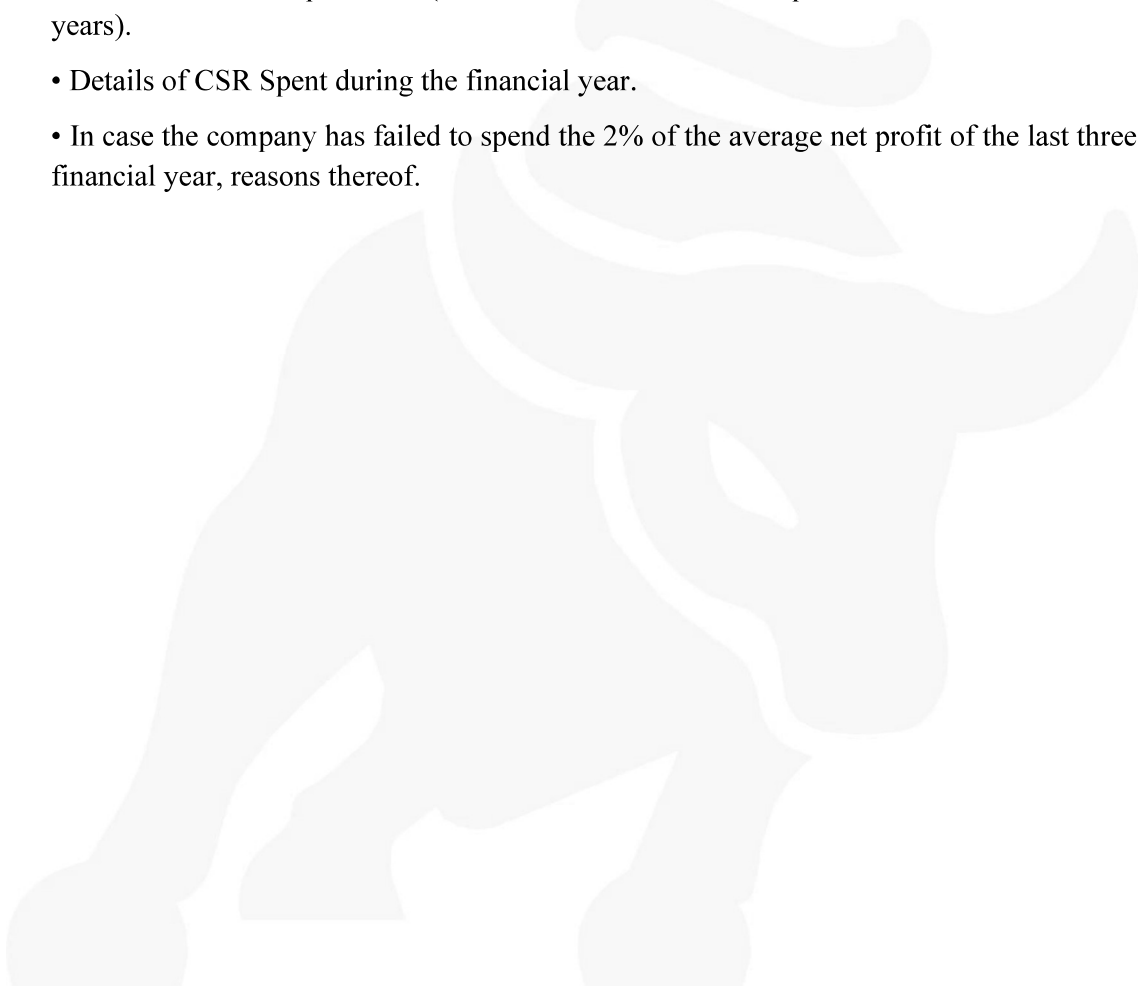 years).
• Details of CSR Spent during the financial year.
• In case the company has failed to spend the 2% of the average net profit of the last three
financial year, reasons thereof.